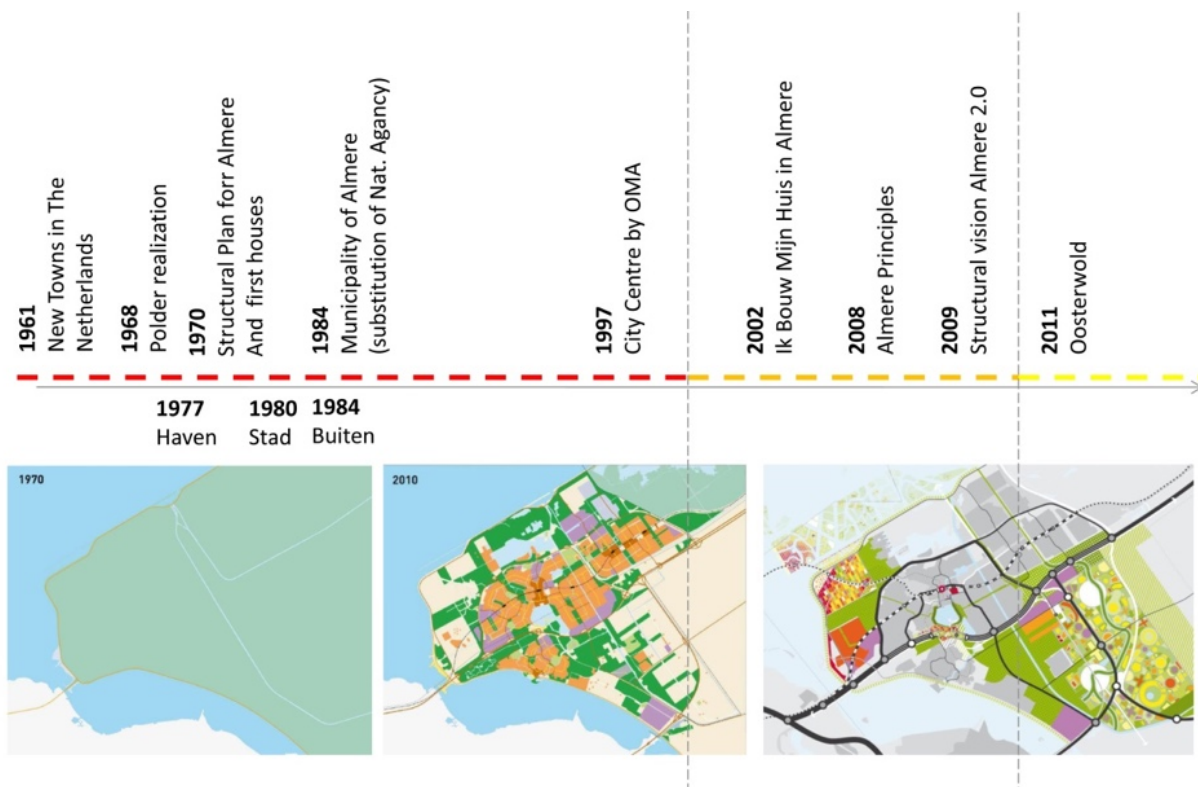 1961
New Towns in The
Netherlands
1968
Polder realization
1970
Structural Plan forr Almere
And first houses
1984
Municipality of Almere
(substitution of Nat. Agancy)
1997
City Centre by OMA
2002
Ik Bouw Mijn Huis in Almere
2008
Almere Principles
2009
Structural vision Almere 2.0
2011
Oosterwold
1977
Haven
1980
Stad
1984
Buiten
1970
2010